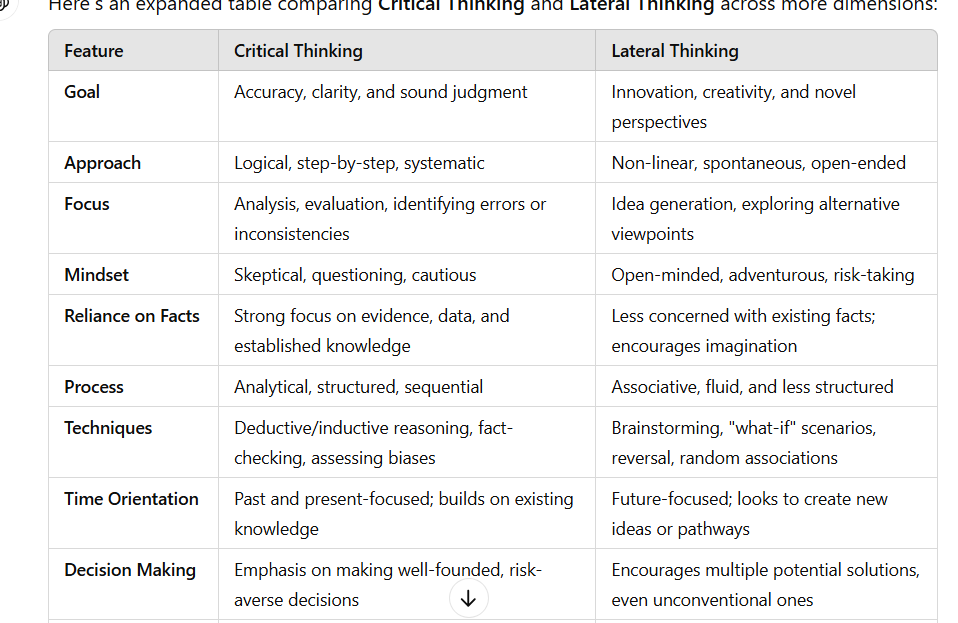 Here's an expanded table comparing Critical Thinking and Lateral Thinking across more dimensions:
Feature Critical Thinking Lateral Thinking
Goal Accuracy, clarity, and sound judgment Innovation, creativity, and novel
perspectives
Approach Logical, step-by-step, systematic Non-linear, spontaneous, open-ended
Focus Analysis, evaluation, identifying errors or Idea generation, exploring alternative
inconsistencies viewpoints
Mindset Skeptical, questioning, cautious Open-minded, adventurous, risk-taking
Reliance on Facts Strong focus on evidence, data, and Less concerned with existing facts;
established knowledge encourages imagination
Process Analytical, structured, sequential Associative, fluid, and less structured
Techniques Deductive/inductive reasoning, fact- Brainstorming, "what-if" scenarios,
checking, assessing biases reversal, random associations
Time Orientation Past and present-focused; builds on existing Future-focused; looks to create new
knowledge ideas or pathways
Decision Making Emphasis on making well-founded, risk- Encourages multiple potential solutions,
averse decisions even unconventional ones